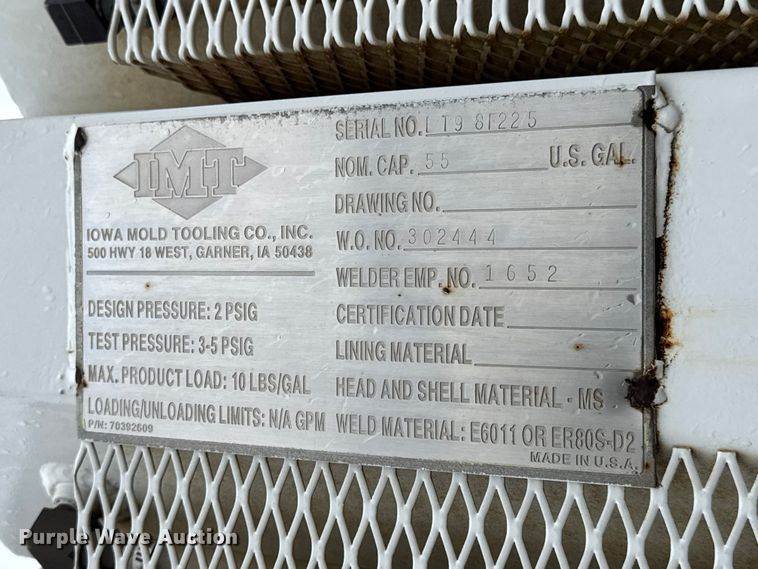 IMT
IOWA MOLD TOOLING CO., INC.
500 HWY 18 WEST, GARNER, IA 50438
DESIGN PRESSURE: 2 PSIG
TEST PRESSURE: 3-5 PSIG
MAX. PRODUCT LOAD: 10 LBS/GAL
LOADING/UNLOADING LIMITS: N/A GPM
P/N: 70392609
SERIAL NO. LT9 8F225
NOM. CAP. 55 U.S. GAL.
DRAWING NO.
W.O. NO. 302444
WELDER EMP. NO. 1652
CERTIFICATION DATE
LINING MATERIAL
HEAD AND SHELL MATERIAL - MS
WELD MATERIAL: E6011 OR ER80S-D2
MADE IN U.S.A.
Purple Wave Auction